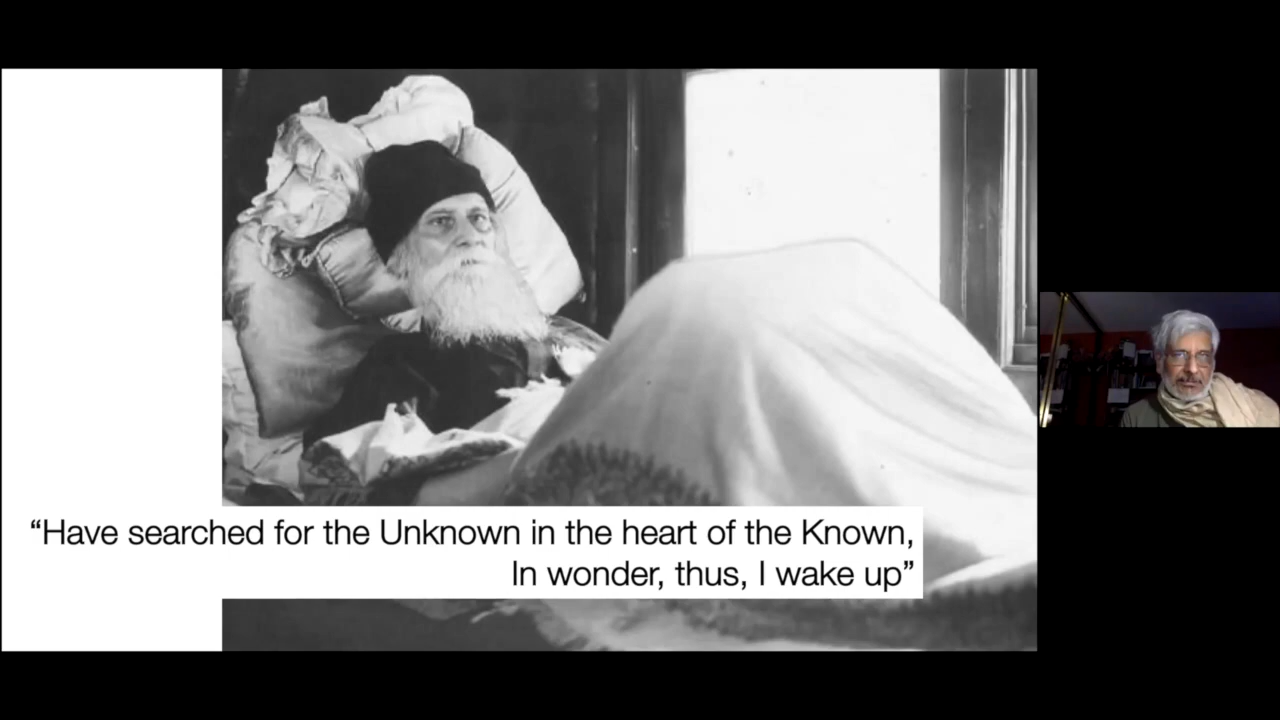 “Have searched for the Unknown in the heart of the Known,
In wonder, thus, I wake up”